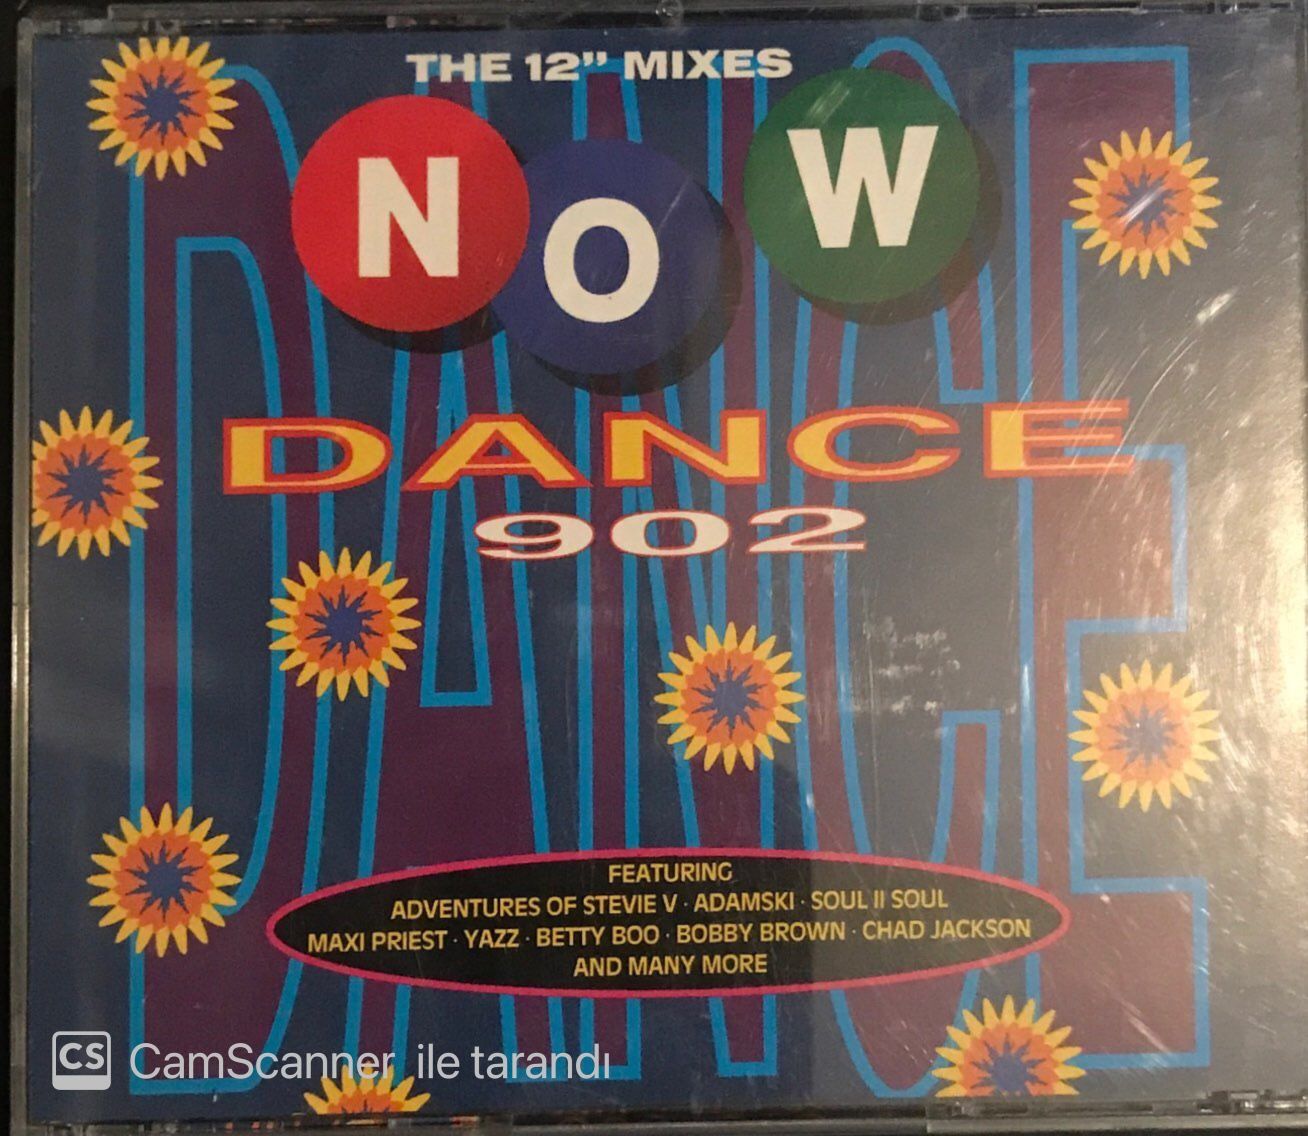 THE 12" MIXES
NOW
DANCE
DANCE
902
FEATURING
ADVENTURES OF STEVIE V · ADAMSKI · SOUL II SOUL
MAXI PRIEST · YAZZ · BETTY BOO · BOBBY BROWN · CHAD JACKSON
AND MANY MORE
CS CamScanner ile tarandı